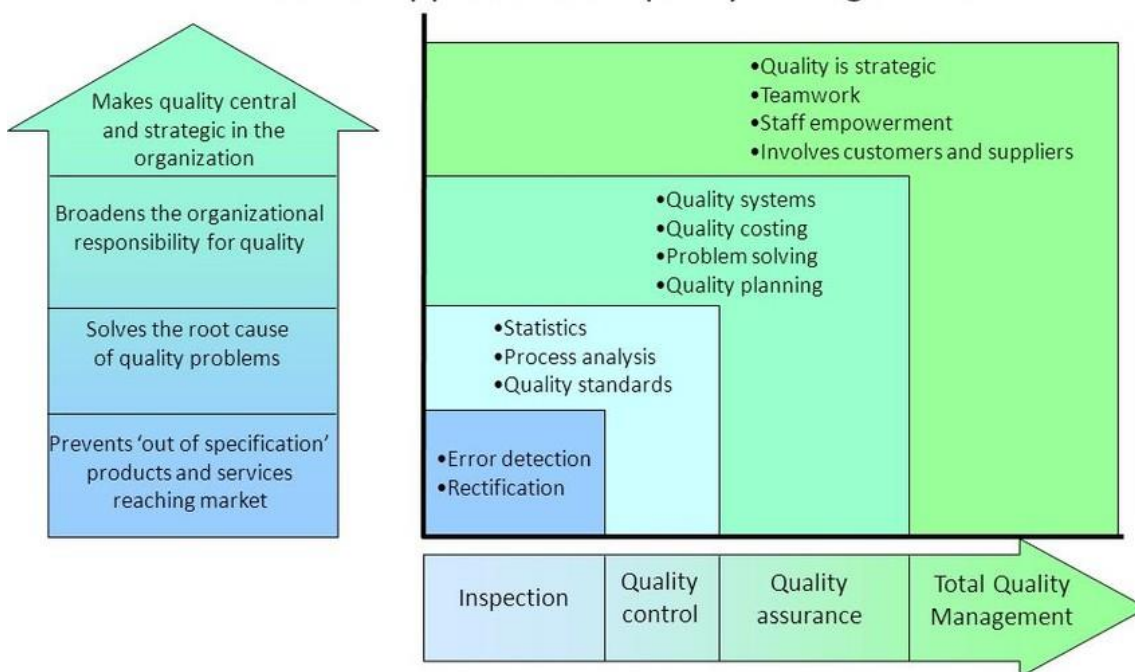 Makes quality central
and strategic in the
organization
Broadens the organizational
responsibility for quality
Solves the root cause
of quality problems
Prevents ‘out of specification’
products and services
reaching market
•Quality is strategic
•Teamwork
•Staff empowerment
•Involves customers and suppliers
•Quality systems
•Quality costing
•Problem solving
•Quality planning
•Statistics
•Process analysis
•Quality standards
•Error detection
•Rectification
Inspection
Quality
control
Quality
assurance
Total Quality
Management